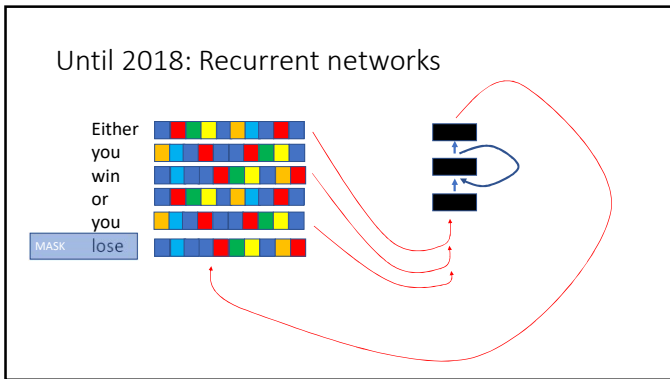 Until 2018: Recurrent networks
Either
you
win
or
you
MASK lose